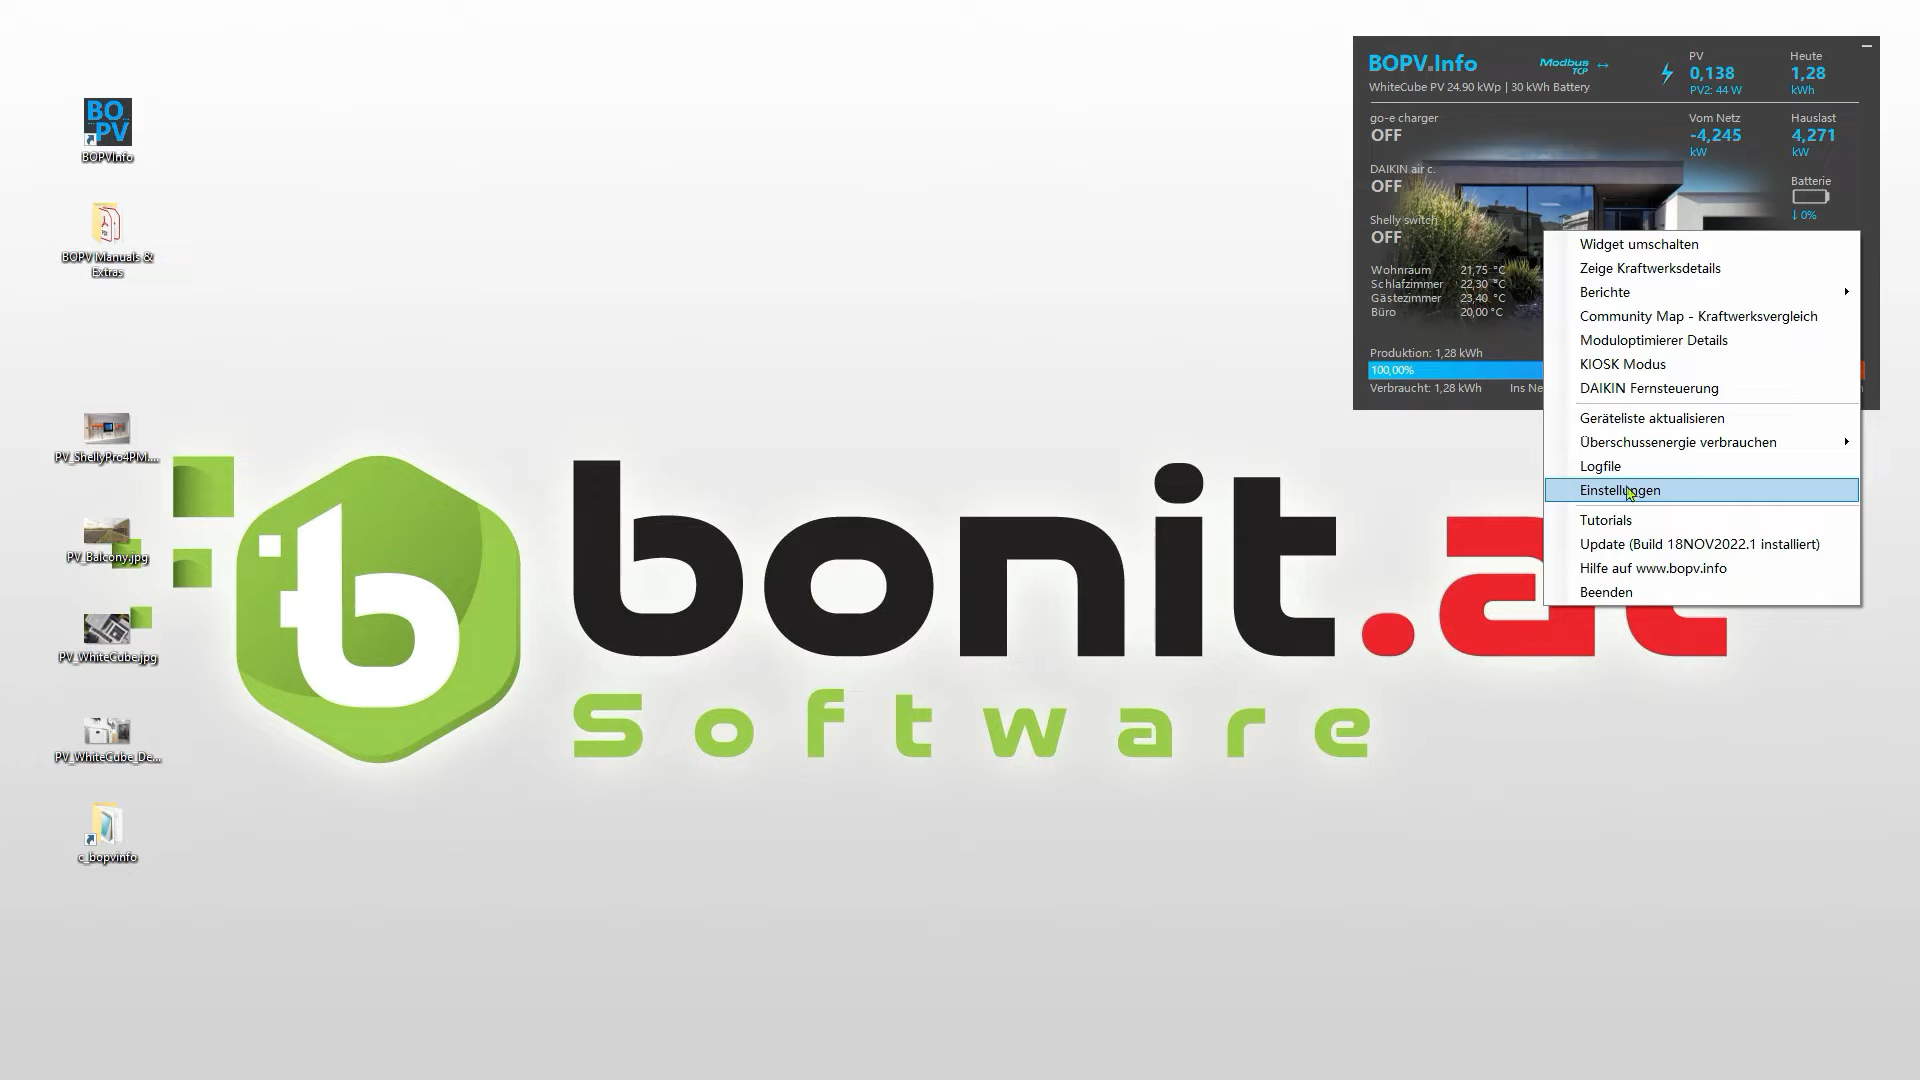 BOPV.Info
Modbus
TCP
WhiteCube PV 24.90 kWp | 30 kWh Battery
PV
0,138
PV2: 44 W
Heute
1,28
kWh
go-e charger
OFF
Vom Netz
-4,245
kW
Hauslast
4,271
kW
DAIKIN air c.
OFF
Batterie
↓ 0%
Shelly switch
OFF
Wohnraum 21,75 °C
Schlafzimmer 22,30 °C
Gästezimmer 23,40 °C
Büro 20,00 °C
Produktion: 1,28 kWh
100,00%
Verbraucht: 1,28 kWh Ins Ne
Widget umschalten
Zeige Kraftwerksdetails
Berichte
Community Map - Kraftwerksvergleich
Moduloptimierer Details
KIOSK Modus
DAIKIN Fernsteuerung
Geräteliste aktualisieren
Überschussenergie verbrauchen
Logfile
Einstellungen
Tutorials
Update (Build 18NOV2022.1 installiert)
Hilfe auf www.bopv.info
Beenden
BO
PV
BOPVInfo
BOPV Manuals &
Extras
PV_ShellyPro4PM....
PV_Balcony.jpg
PV_WhiteCube.jpg
PV_WhiteCube_De...
c_bopvinfo
b
bonit.at
Software